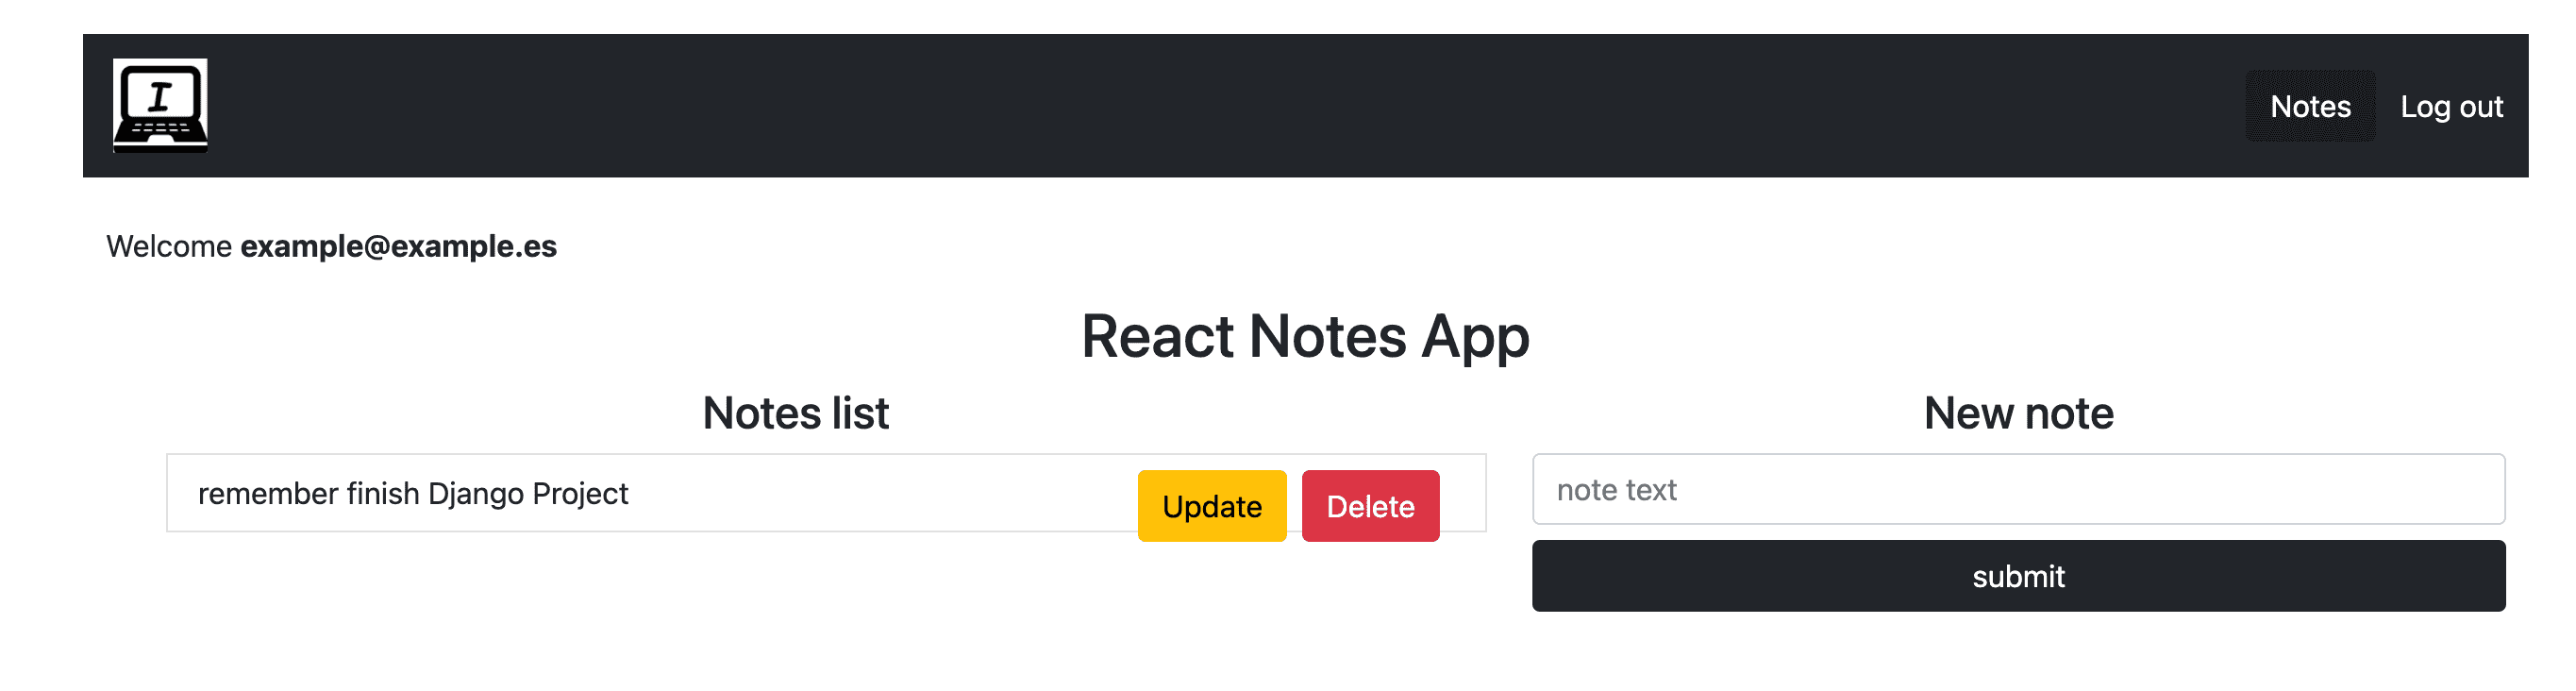 I
Notes Log out
Welcome example@example.es
React Notes App
Notes list
remember finish Django Project
Update Delete
New note
note text
submit